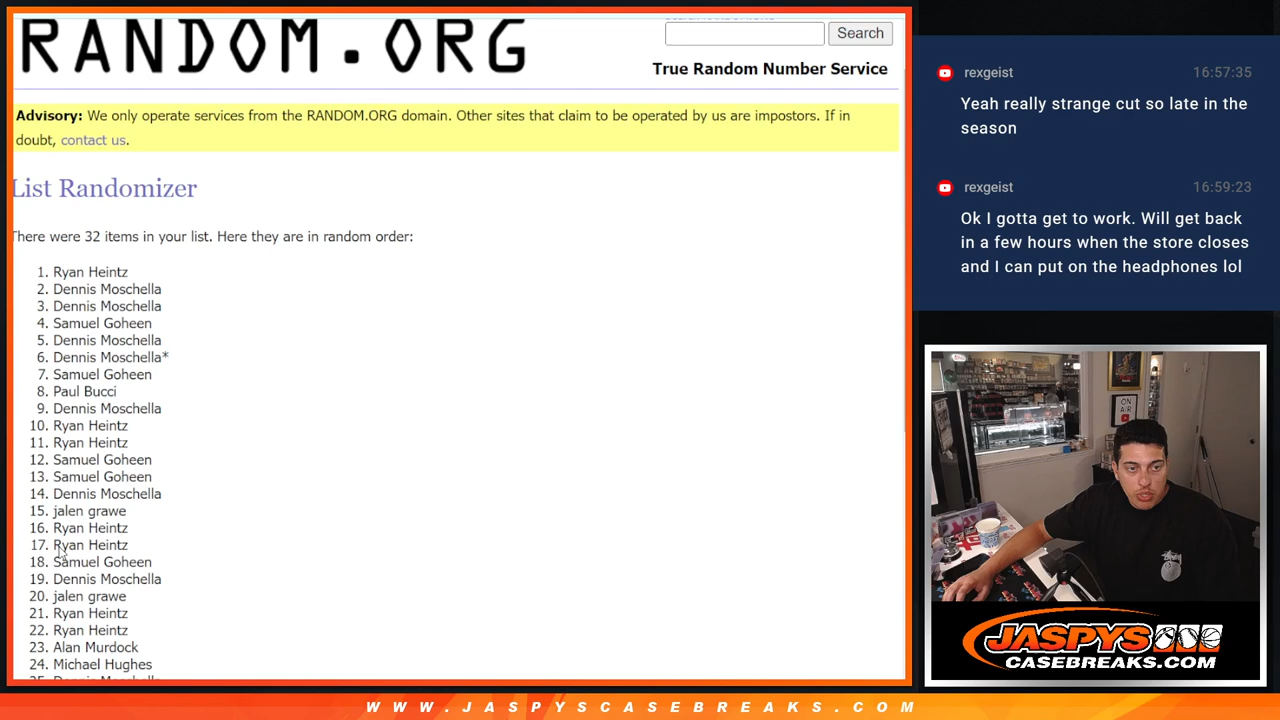 RANDOM.ORG
Search
True Random Number Service
Advisory: We only operate services from the RANDOM.ORG domain. Other sites that claim to be operated by us are impostors. If in
doubt, contact us.
List Randomizer
There were 32 items in your list. Here they are in random order:
1. Ryan Heintz
2. Dennis Moschella
3. Dennis Moschella
4. Samuel Goheen
5. Dennis Moschella
6. Dennis Moschella*
7. Samuel Goheen
8. Paul Bucci
9. Dennis Moschella
10. Ryan Heintz
11. Ryan Heintz
12. Samuel Goheen
13. Samuel Goheen
14. Dennis Moschella
15. jalen grawe
16. Ryan Heintz
17. Ryan Heintz
18. Samuel Goheen
19. Dennis Moschella
20. jalen grawe
21. Ryan Heintz
22. Ryan Heintz
23. Alan Murdock
24. Michael Hughes
rexgeist 16:57:35
Yeah really strange cut so late in the
season
rexgeist 16:59:23
Ok I gotta get to work. Will get back
in a few hours when the store closes
and I can put on the headphones lol
ON
AIR
JASPYS
CASEBREAKS.COM
WWW.JASPYSCASEBREAKS.COM